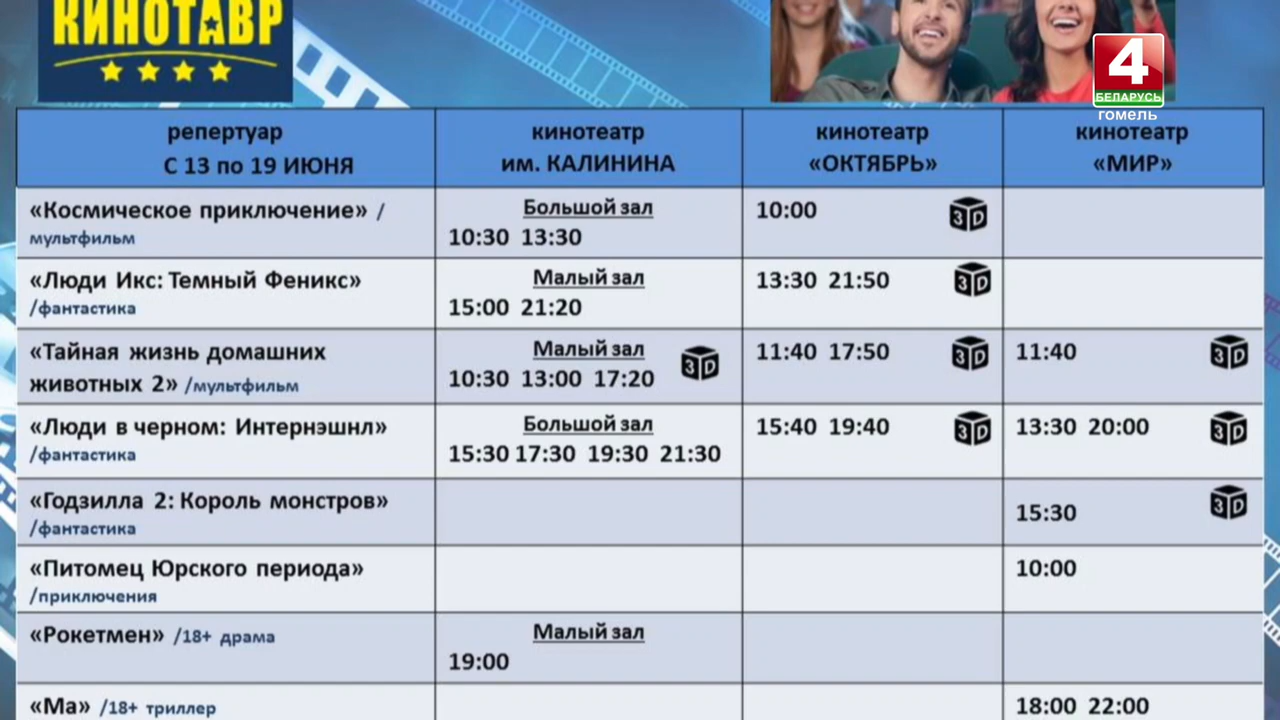 КИНОТАВР
4
БЕЛАРУСЬ
гомель
репертуар
С 13 по 19 ИЮНЯ
кинотеатр
им. КАЛИНИНА
кинотеатр
«ОКТЯБРЬ»
кинотеатр
«МИР»
«Космическое приключение» /
мультфильм
Большой зал
10:30 13:30
10:00 3D
«Люди Икс: Темный Феникс»
/фантастика
Малый зал
15:00 21:20
13:30 21:50 3D
«Тайная жизнь домашних
животных 2» /мультфильм
Малый зал
10:30 13:00 17:20 3D
11:40 17:50 3D
11:40 3D
«Люди в черном: Интернэшнл»
/фантастика
Большой зал
15:30 17:30 19:30 21:30
15:40 19:40 3D
13:30 20:00 3D
«Годзилла 2: Король монстров»
/фантастика
15:30 3D
«Питомец Юрского периода»
/приключения
10:00
«Рокетмен» /18+ драма
Малый зал
19:00
«Ма» /18+ триллер
18:00 22:00